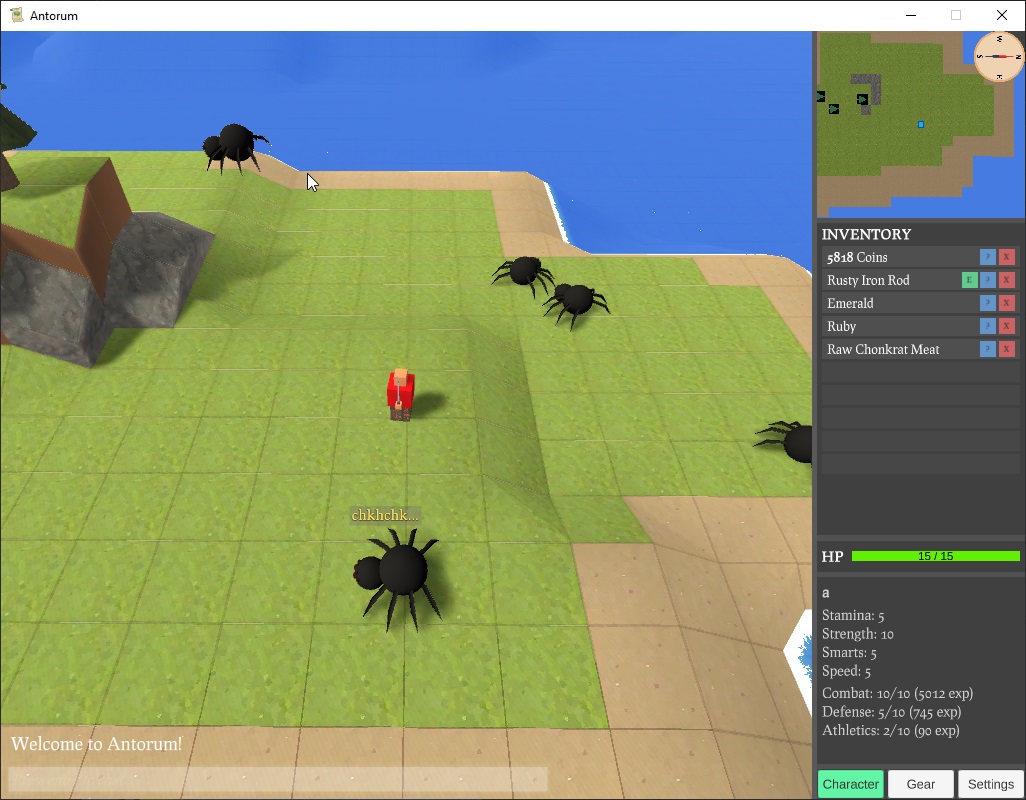 Antorum
INVENTORY
5818 Coins
? X
Rusty Iron Rod
E ? X
Emerald
? X
Ruby
? X
Raw Chonkrat Meat
? X
chkhchk...
HP
15 / 15
a
Stamina: 5
Strength: 10
Smarts: 5
Speed: 5
Combat: 10/10 (5012 exp)
Defense: 5/10 (745 exp)
Athletics: 2/10 (90 exp)
Welcome to Antorum!
Character
Gear
Settings